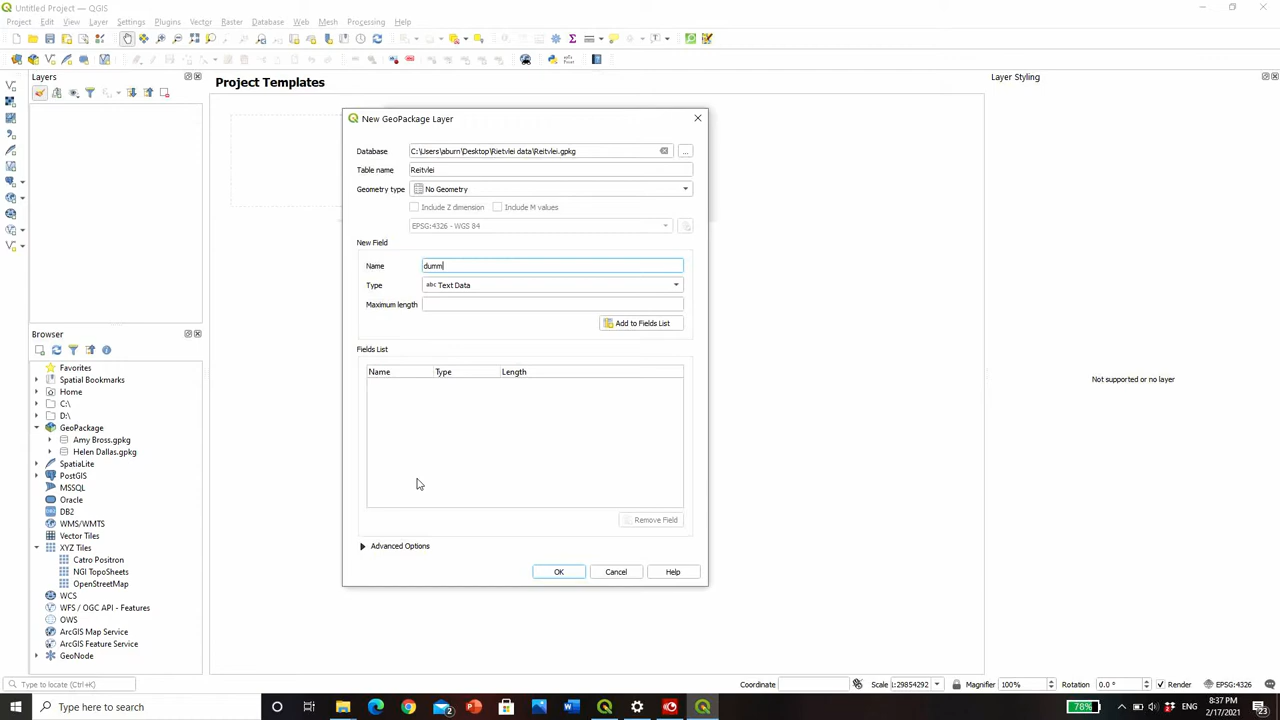 Untitled Project — QGIS
Project Edit View Layer Settings Plugins Vector Raster Database Web Mesh Processing Help
Layers
Project Templates
Layer Styling
New GeoPackage Layer
Database C:\Users\aburn\Desktop\Rietvlei data\Reitvlei.gpkg ...
Table name Reitvlei
Geometry type No Geometry
Include Z dimension Include M values
EPSG:4326 - WGS 84
New Field
Name dumm
Type abc Text Data
Maximum length
Add to Fields List
Fields List
Name Type Length
Remove Field
Advanced Options
OK Cancel Help
Browser
Favorites
Spatial Bookmarks
Home
C:\
D:\
GeoPackage
Amy Bross.gpkg
Helen Dallas.gpkg
SpatiaLite
PostGIS
MSSQL
Oracle
DB2
WMS/WMTS
Vector Tiles
XYZ Tiles
Catro Positron
NGI TopoSheets
OpenStreetMap
WCS
WFS / OGC API - Features
OWS
ArcGIS Map Service
ArcGIS Feature Service
GeoNode
Not supported or no layer
Type to locate (Ctrl+K)
Coordinate Scale 1:29854292 Magnifier 100% Rotation 0.0 ° Render EPSG:4326
Type here to search
78%
ENG
8:37 PM
2/17/2021